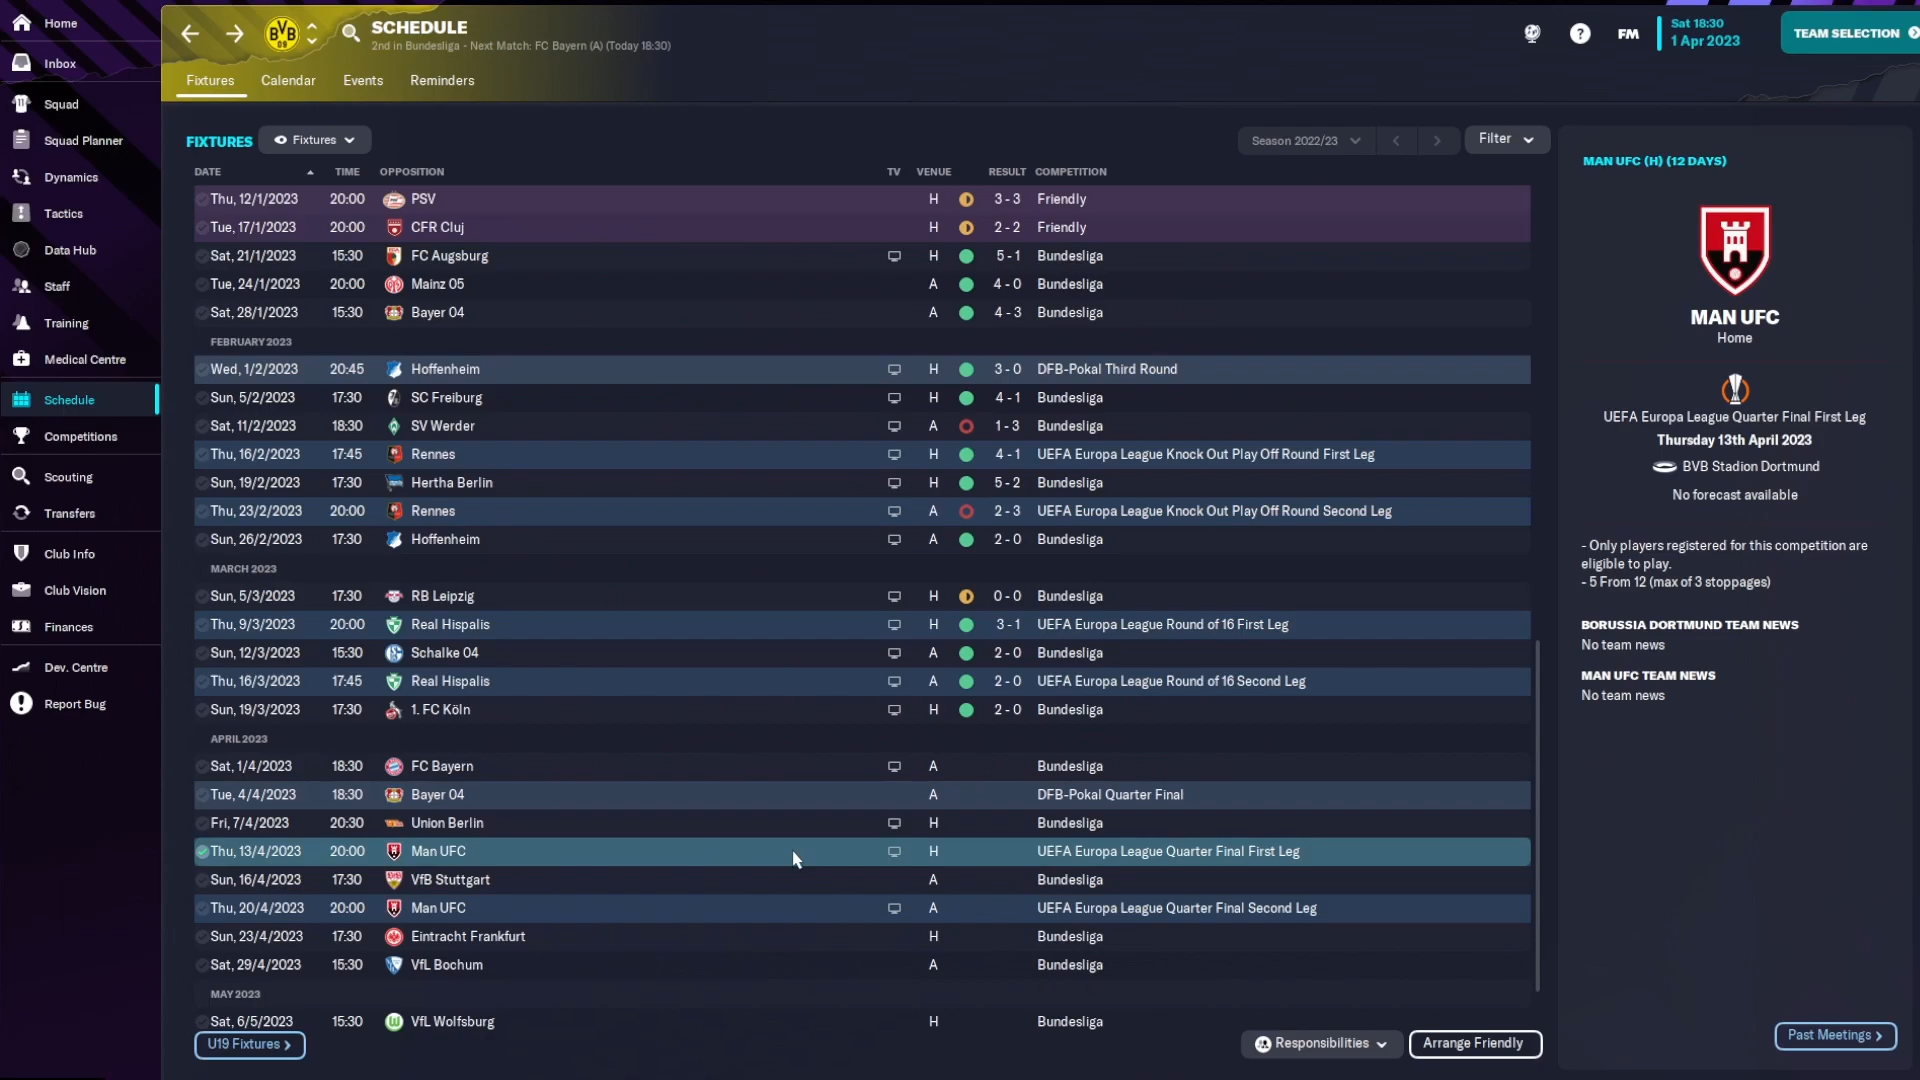 Home
Inbox
Squad
Squad Planner
Dynamics
Tactics
Data Hub
Staff
Training
Medical Centre
Schedule
Competitions
Scouting
Transfers
Club Info
Club Vision
Finances
Dev. Centre
Report Bug
BVB 09
SCHEDULE
2nd in Bundesliga - Next Match: FC Bayern (A) (Today 18:30)
FM
Sat 18:30
1 Apr 2023
TEAM SELECTION
Fixtures Calendar Events Reminders
FIXTURES Fixtures Season 2022/23 Filter
DATE TIME OPPOSITION TV VENUE RESULT COMPETITION
Thu, 12/1/2023 20:00 PSV H 3 - 3 Friendly
Tue, 17/1/2023 20:00 CFR Cluj H 2 - 2 Friendly
Sat, 21/1/2023 15:30 FC Augsburg H 5 - 1 Bundesliga
Tue, 24/1/2023 20:00 Mainz 05 A 4 - 0 Bundesliga
Sat, 28/1/2023 15:30 Bayer 04 A 4 - 3 Bundesliga
FEBRUARY 2023
Wed, 1/2/2023 20:45 Hoffenheim H 3 - 0 DFB-Pokal Third Round
Sun, 5/2/2023 17:30 SC Freiburg H 4 - 1 Bundesliga
Sat, 11/2/2023 18:30 SV Werder A 1 - 3 Bundesliga
Thu, 16/2/2023 17:45 Rennes H 4 - 1 UEFA Europa League Knock Out Play Off Round First Leg
Sun, 19/2/2023 17:30 Hertha Berlin H 5 - 2 Bundesliga
Thu, 23/2/2023 20:00 Rennes A 2 - 3 UEFA Europa League Knock Out Play Off Round Second Leg
Sun, 26/2/2023 17:30 Hoffenheim A 2 - 0 Bundesliga
MARCH 2023
Sun, 5/3/2023 17:30 RB Leipzig H 0 - 0 Bundesliga
Thu, 9/3/2023 20:00 Real Hispalis H 3 - 1 UEFA Europa League Round of 16 First Leg
Sun, 12/3/2023 15:30 Schalke 04 A 2 - 0 Bundesliga
Thu, 16/3/2023 17:45 Real Hispalis A 2 - 0 UEFA Europa League Round of 16 Second Leg
Sun, 19/3/2023 17:30 1. FC Köln H 2 - 0 Bundesliga
APRIL 2023
Sat, 1/4/2023 18:30 FC Bayern A Bundesliga
Tue, 4/4/2023 18:30 Bayer 04 A DFB-Pokal Quarter Final
Fri, 7/4/2023 20:30 Union Berlin H Bundesliga
Thu, 13/4/2023 20:00 Man UFC H UEFA Europa League Quarter Final First Leg
Sun, 16/4/2023 17:30 VfB Stuttgart A Bundesliga
Thu, 20/4/2023 20:00 Man UFC A UEFA Europa League Quarter Final Second Leg
Sun, 23/4/2023 17:30 Eintracht Frankfurt H Bundesliga
Sat, 29/4/2023 15:30 VfL Bochum A Bundesliga
MAY 2023
Sat, 6/5/2023 15:30 VfL Wolfsburg H Bundesliga
U19 Fixtures Responsibilities Arrange Friendly
MAN UFC (H) (12 DAYS)
MAN UFC
Home
UEFA Europa League Quarter Final First Leg
Thursday 13th April 2023
BVB Stadion Dortmund
No forecast available
- Only players registered for this competition are
eligible to play.
- 5 From 12 (max of 3 stoppages)
BORUSSIA DORTMUND TEAM NEWS
No team news
MAN UFC TEAM NEWS
No team news
Past Meetings